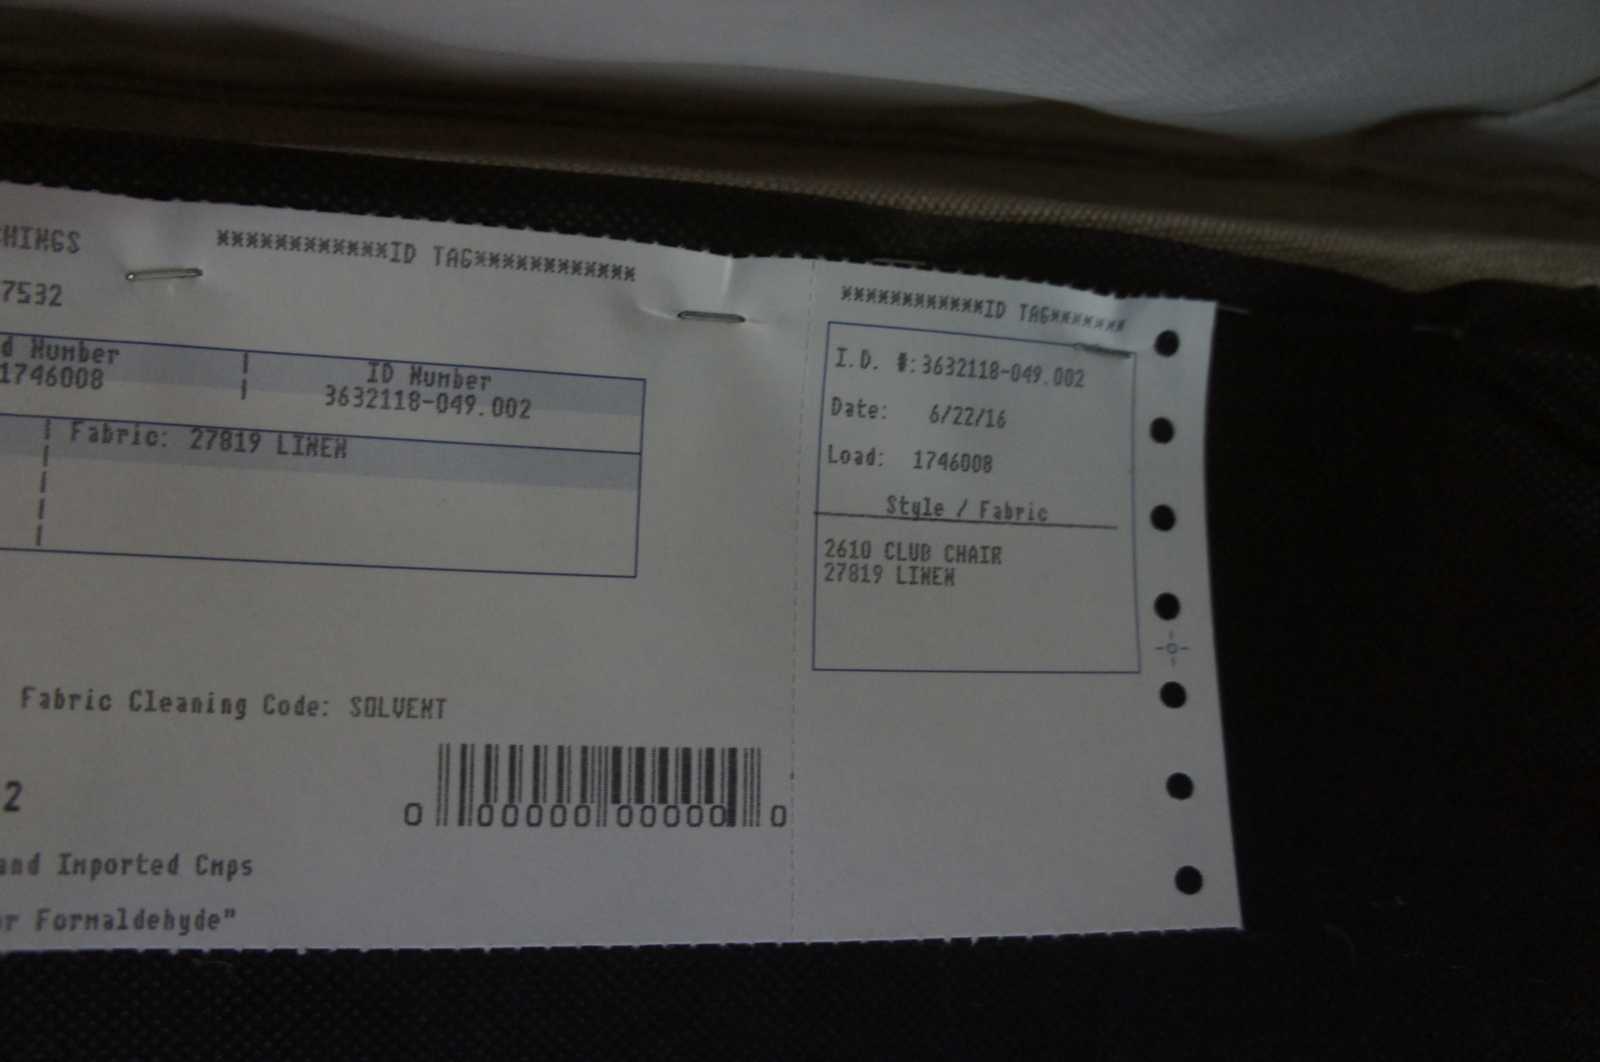 HINGS
************ID TAG************
7532
d Number | ID Number
1746008 | 3632118-049.002
| Fabric: 27819 LINEN
|
|
|
|
Fabric Cleaning Code: SOLVENT
2
0 00000 00000 0
and Imported Cmps
or Formaldehyde"
************ID TAG*******
I.D. #:3632118-049.002
Date: 6/22/16
Load: 1746008
Style / Fabric
2610 CLUB CHAIR
27819 LINEN